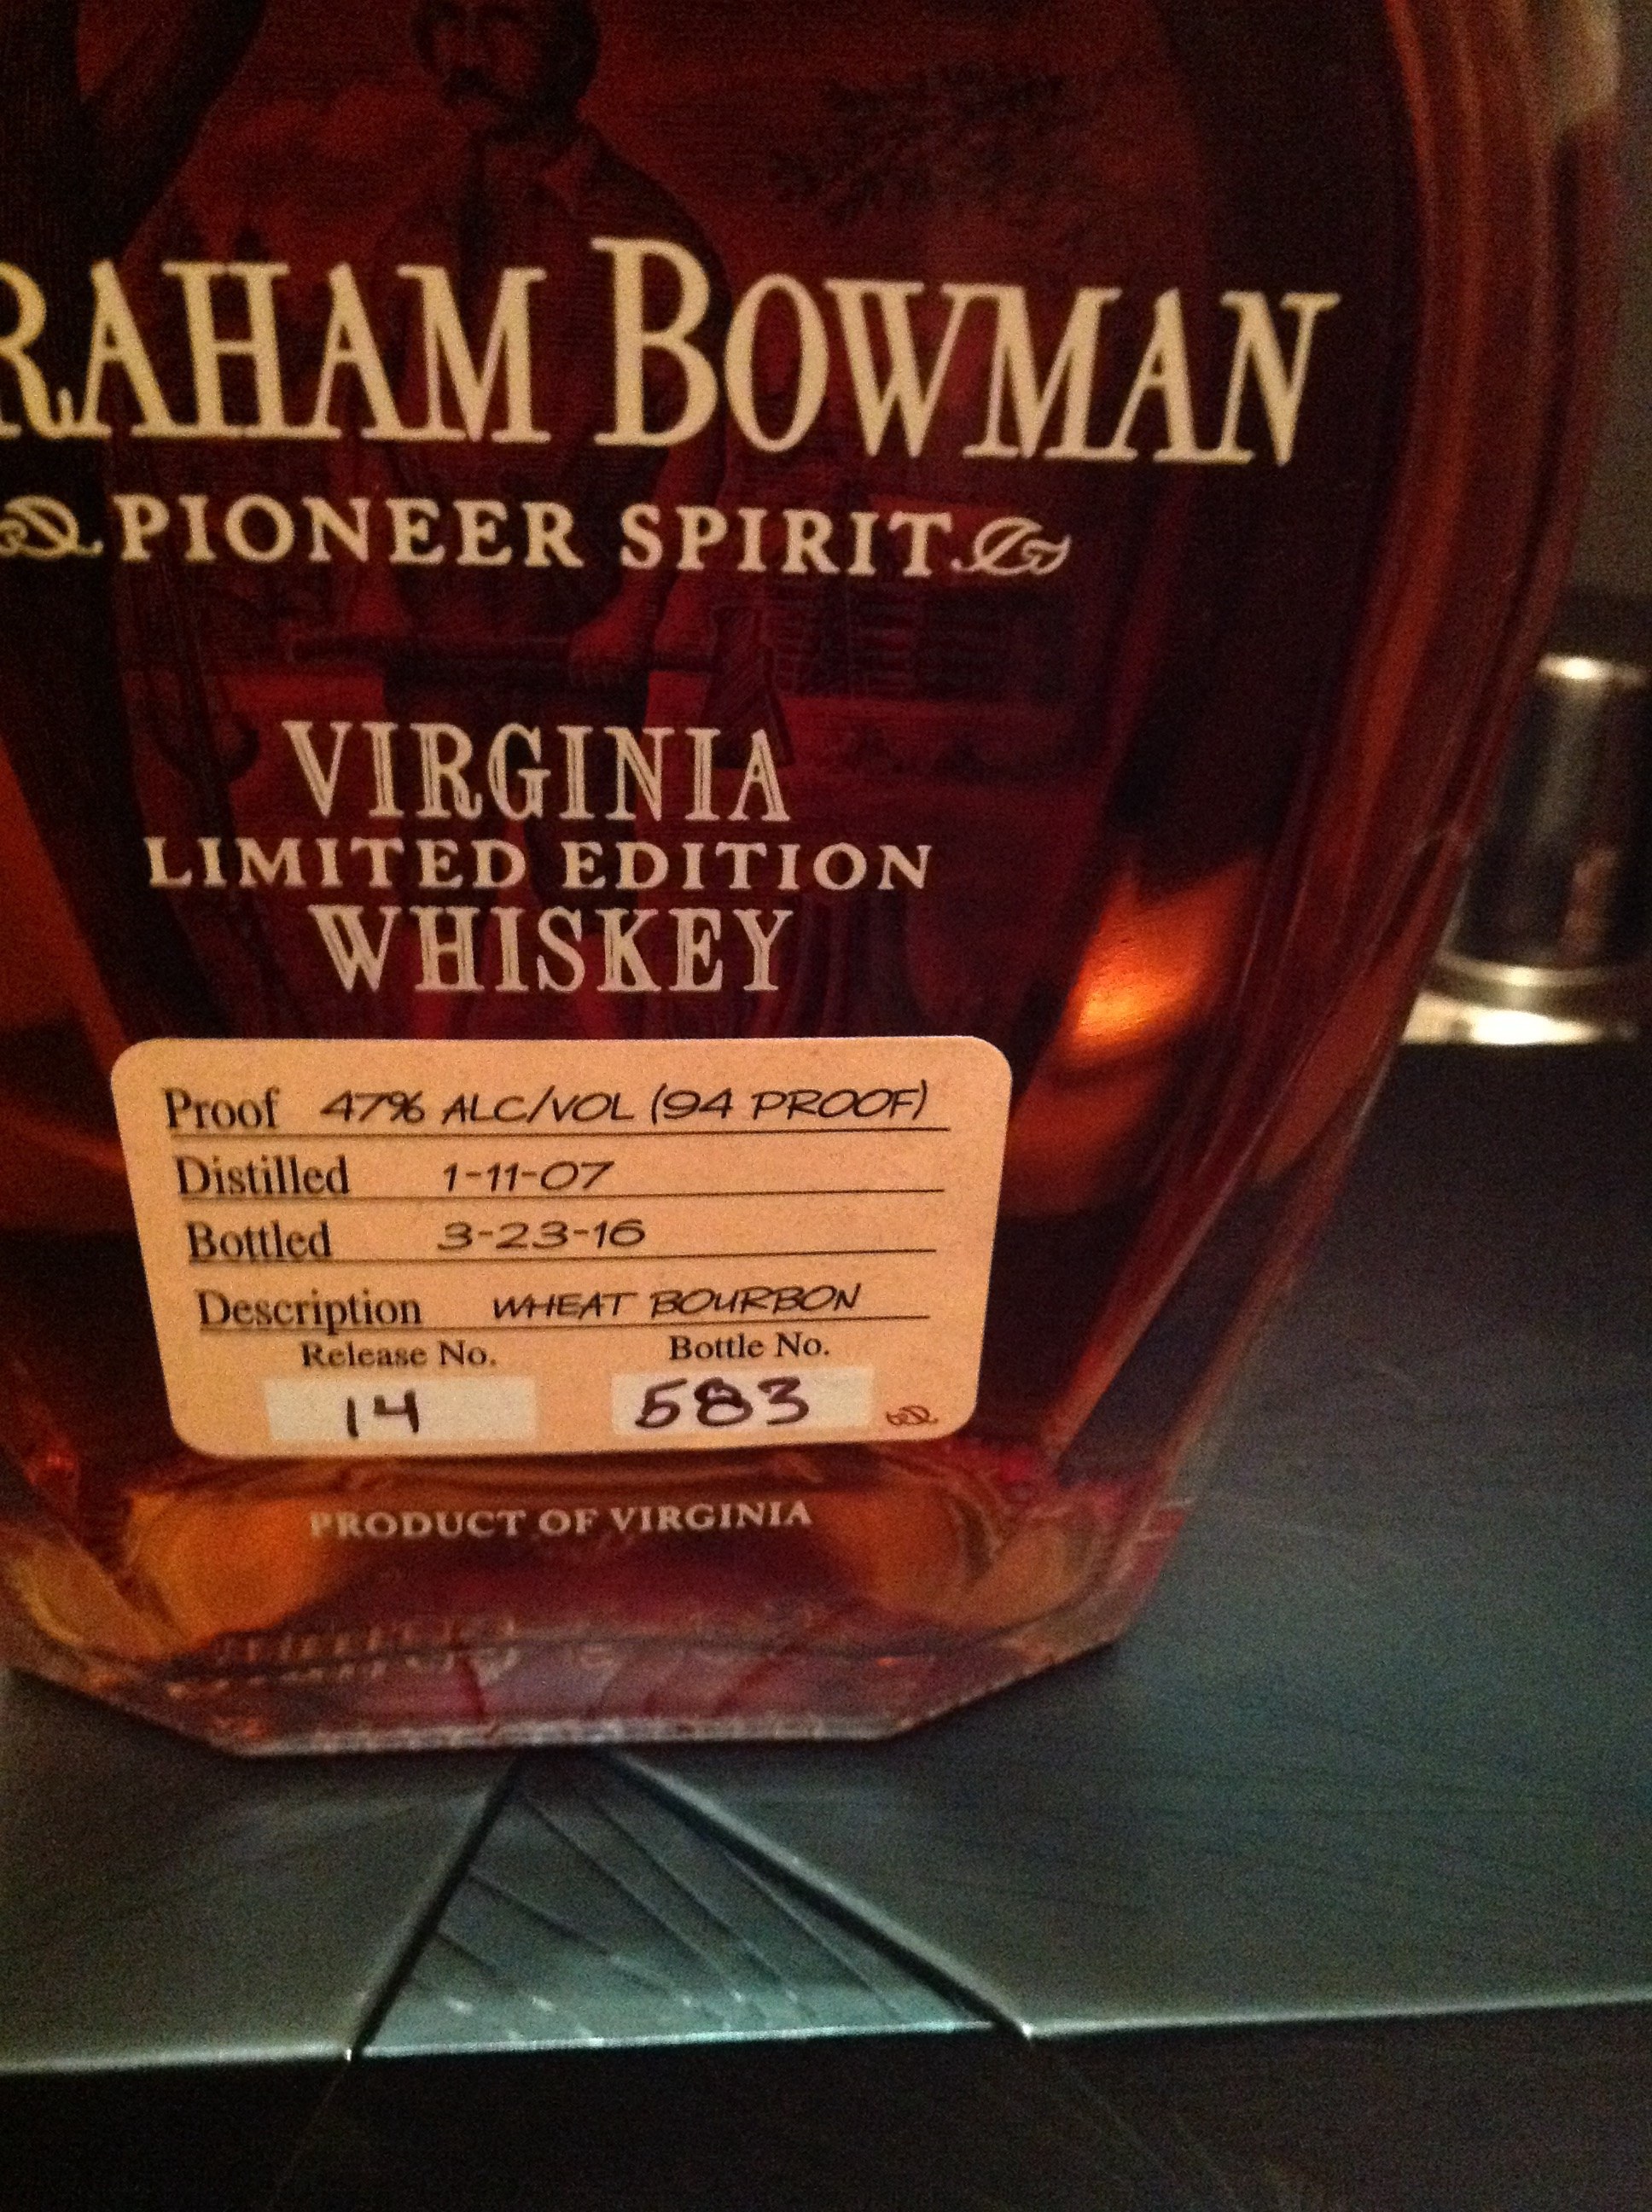 RAHAM BOWMAN
PIONEER SPIRIT
VIRGINIA
LIMITED EDITION
WHISKEY
Proof 47% ALC/VOL (94 PROOF)
Distilled 1-11-07
Bottled 3-23-16
Description WHEAT BOURBON
Release No. Bottle No.
14 583
PRODUCT OF VIRGINIA